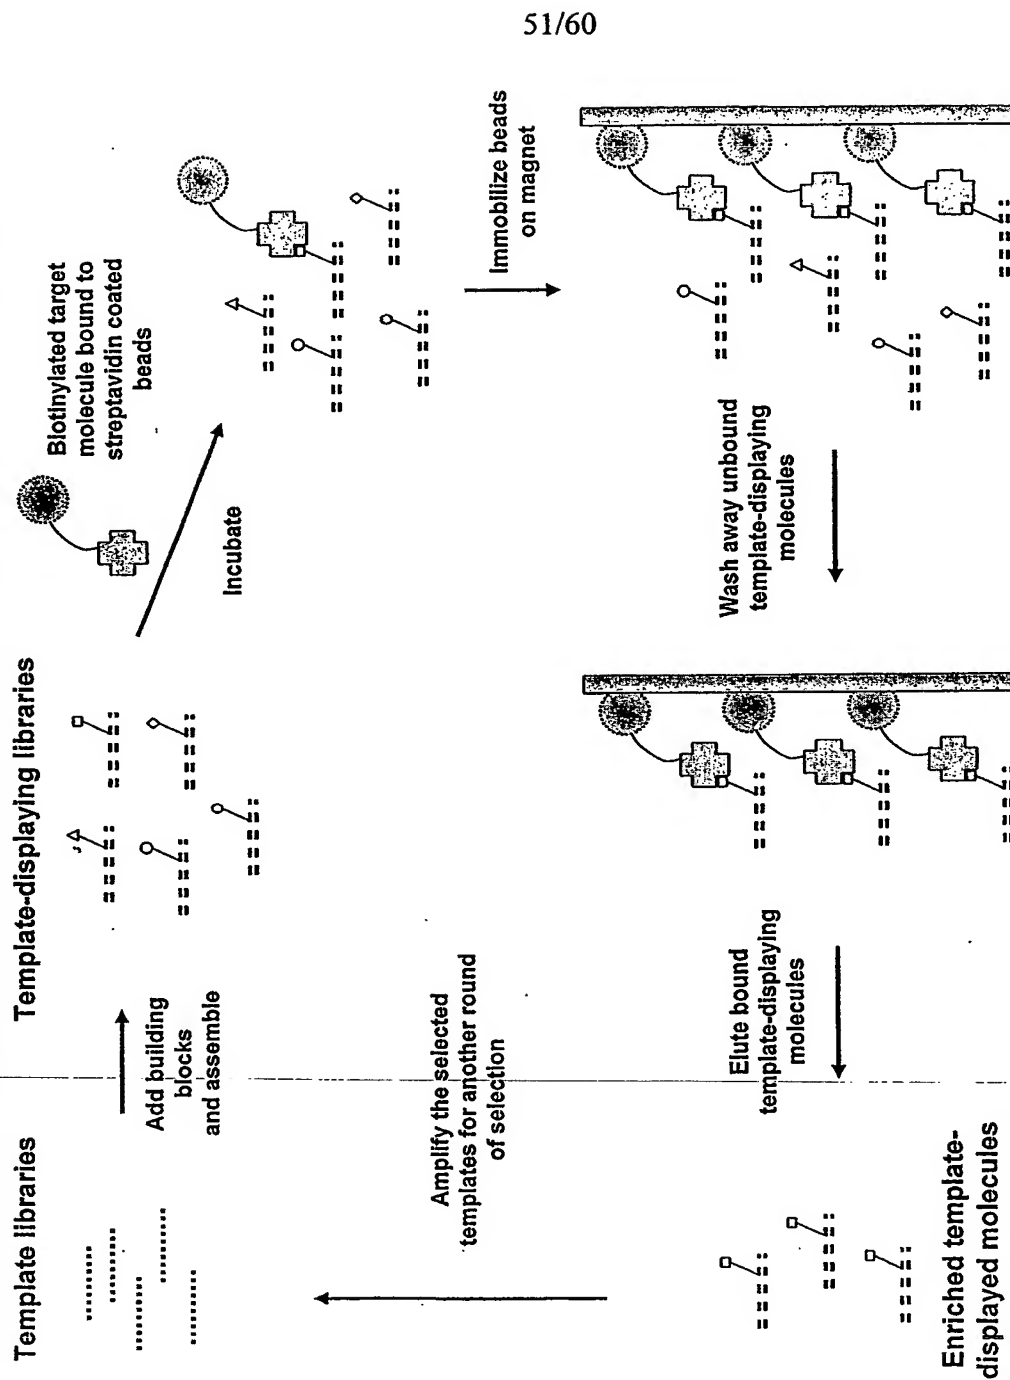 51/60
Template libraries
Add building
blocks
and assemble
Template-displaying libraries
Biotinylated target
molecule bound to
streptavidin coated
beads
Incubate
Immobilize beads
on magnet
Wash away unbound
template-displaying
molecules
Elute bound
template-displaying
molecules
Enriched template-
displayed molecules
Amplify the selected
templates for another round
of selection